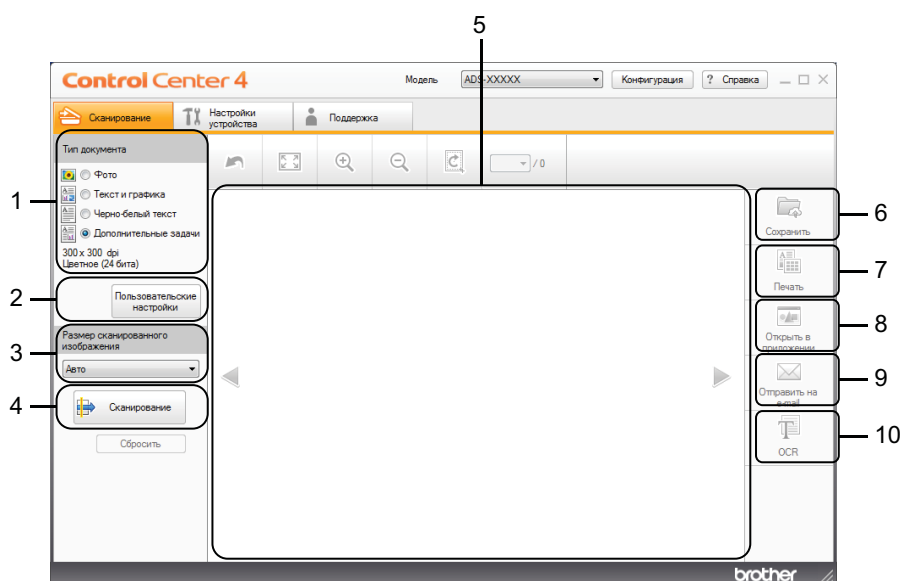 5
Control Center 4
Модель
ADS-XXXXX
Конфигурация
? Справка
Сканирование
Настройки
устройства
Поддержка
Тип документа
/ 0
1
Фото
Текст и графика
Черно-белый текст
Дополнительные задачи
300 x 300 dpi
Цветное (24 бита)
2
Пользовательские
настройки
3
Размер сканированного
изображения
Авто
4
Сканирование
Сбросить
Сохранить
6
Печать
7
Открыть в
приложении
8
Отправить на
e-mail
9
OCR
10
brother